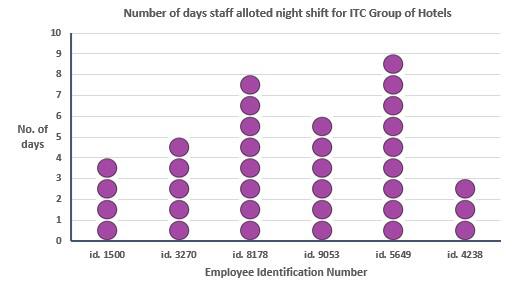 Number of days staff alloted night shift for ITC Group of Hotels
10
9
8
7
6
5
4
3
2
1
0
No. of
days
id. 1500 id. 3270 id. 8178 id. 9053 id. 5649 id. 4238
Employee Identification Number